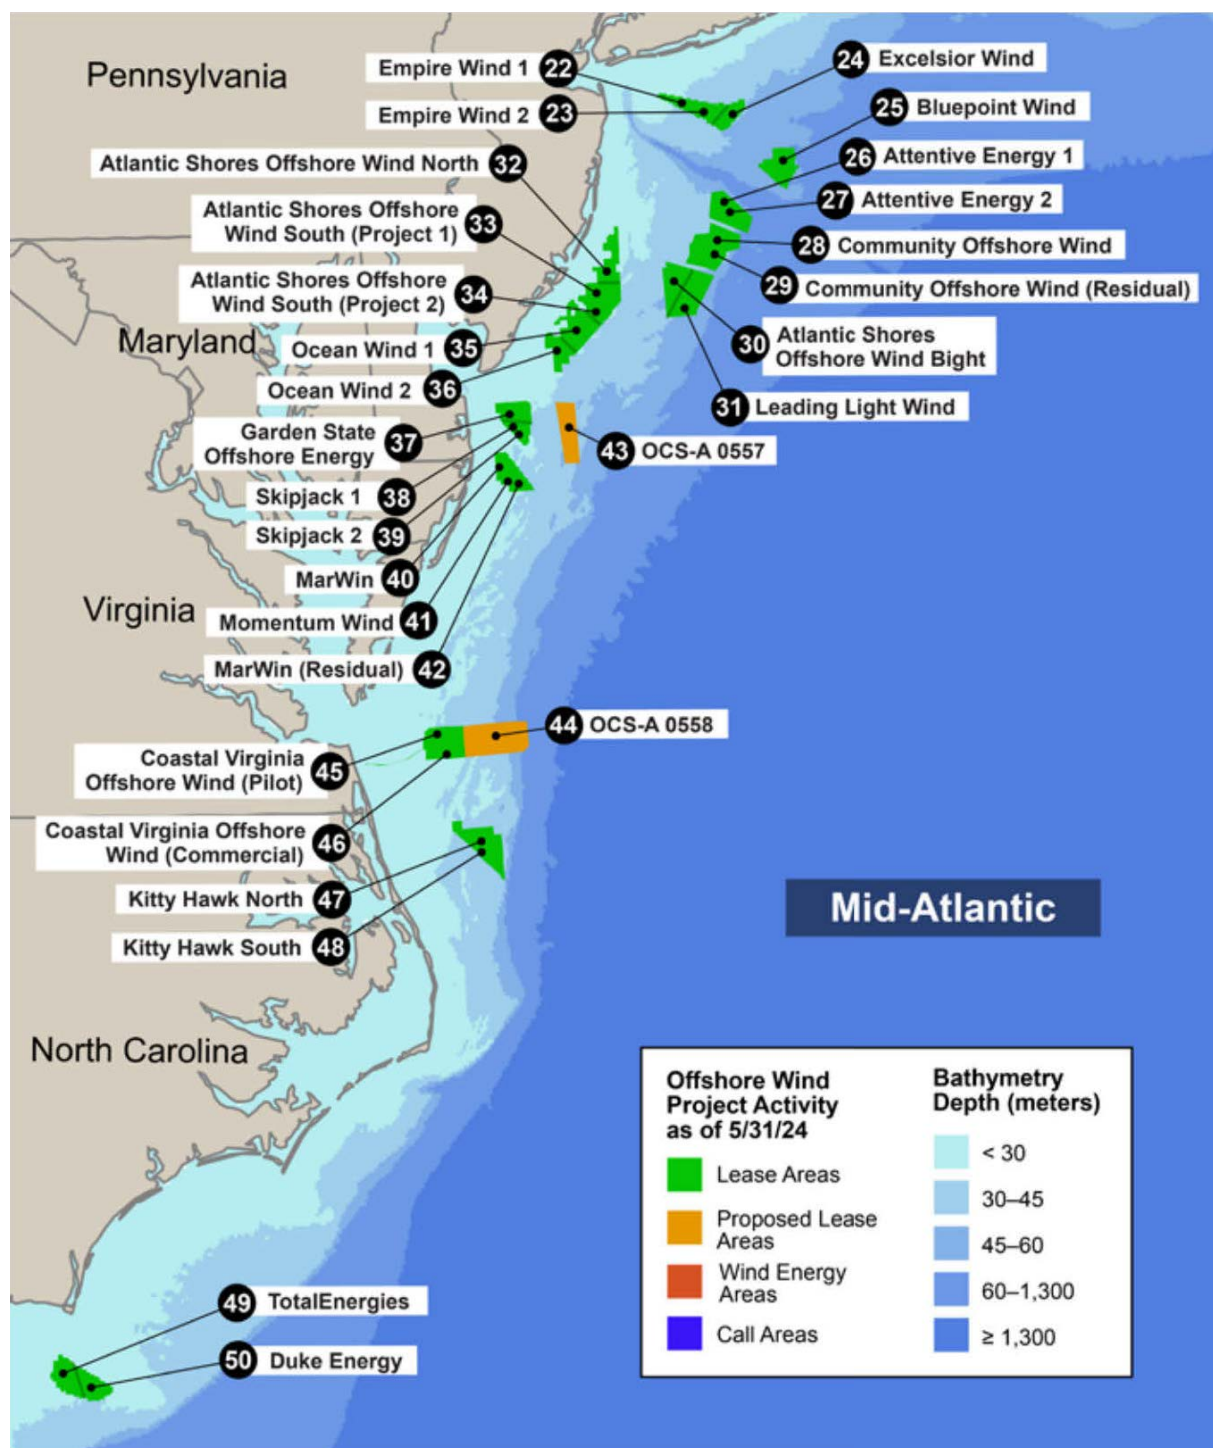 Pennsylvania
Empire Wind 1 22
24 Excelsior Wind
Empire Wind 2 23
25 Bluepoint Wind
Atlantic Shores Offshore Wind North 32
26 Attentive Energy 1
27 Attentive Energy 2
Atlantic Shores Offshore
Wind South (Project 1) 33
28 Community Offshore Wind
29 Community Offshore Wind (Residual)
Atlantic Shores Offshore
Wind South (Project 2) 34
30 Atlantic Shores
Offshore Wind Bight
Maryland
Ocean Wind 1 35
Ocean Wind 2 36
31 Leading Light Wind
Garden State
Offshore Energy 37
43 OCS-A 0557
Skipjack 1 38
Skipjack 2 39
MarWin 40
Virginia
Momentum Wind 41
MarWin (Residual) 42
44 OCS-A 0558
Coastal Virginia
Offshore Wind (Pilot) 45
Coastal Virginia Offshore
Wind (Commercial) 46
Kitty Hawk North 47
Mid-Atlantic
Kitty Hawk South 48
North Carolina
Offshore Wind
Project Activity
as of 5/31/24
Lease Areas
Proposed Lease
Areas
Wind Energy
Areas
Call Areas
Bathymetry
Depth (meters)
< 30
30–45
45–60
60–1,300
≥ 1,300
49 TotalEnergies
50 Duke Energy